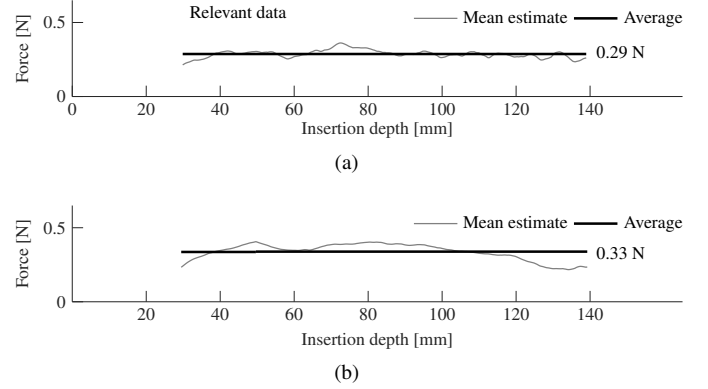 Relevant data
Mean estimate Average
0.5
Force [N]
0.29 N
0
0 20 40 60 80 100 120 140
Insertion depth [mm]
(a)
Mean estimate Average
0.5
Force [N]
0.33 N
0
20 40 60 80 100 120 140
Insertion depth [mm]
(b)